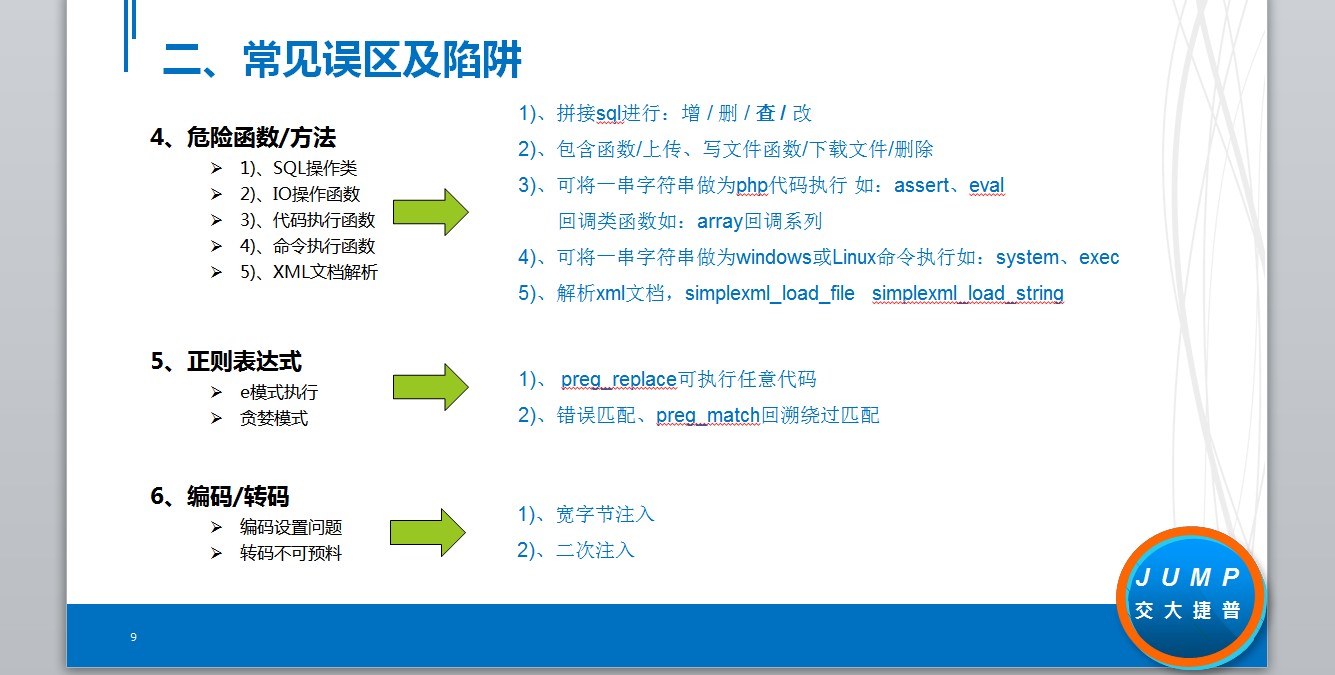 二、常见误区及陷阱
4、危险函数/方法
1)、SQL操作类
2)、IO操作函数
3)、代码执行函数
4)、命令执行函数
5)、XML文档解析
1)、拼接sql进行：增 / 删 / 查 / 改
2)、包含函数/上传、写文件函数/下载文件/删除
3)、可将一串字符串做为php代码执行 如：assert、eval
回调类函数如：array回调系列
4)、可将一串字符串做为windows或Linux命令执行如：system、exec
5)、解析xml文档，simplexml_load_file simplexml_load_string
5、正则表达式
e模式执行
贪婪模式
1)、 preg_replace可执行任意代码
2)、错误匹配、preg_match回溯绕过匹配
6、编码/转码
编码设置问题
转码不可预料
1)、宽字节注入
2)、二次注入
JUMP
交大捷普
9